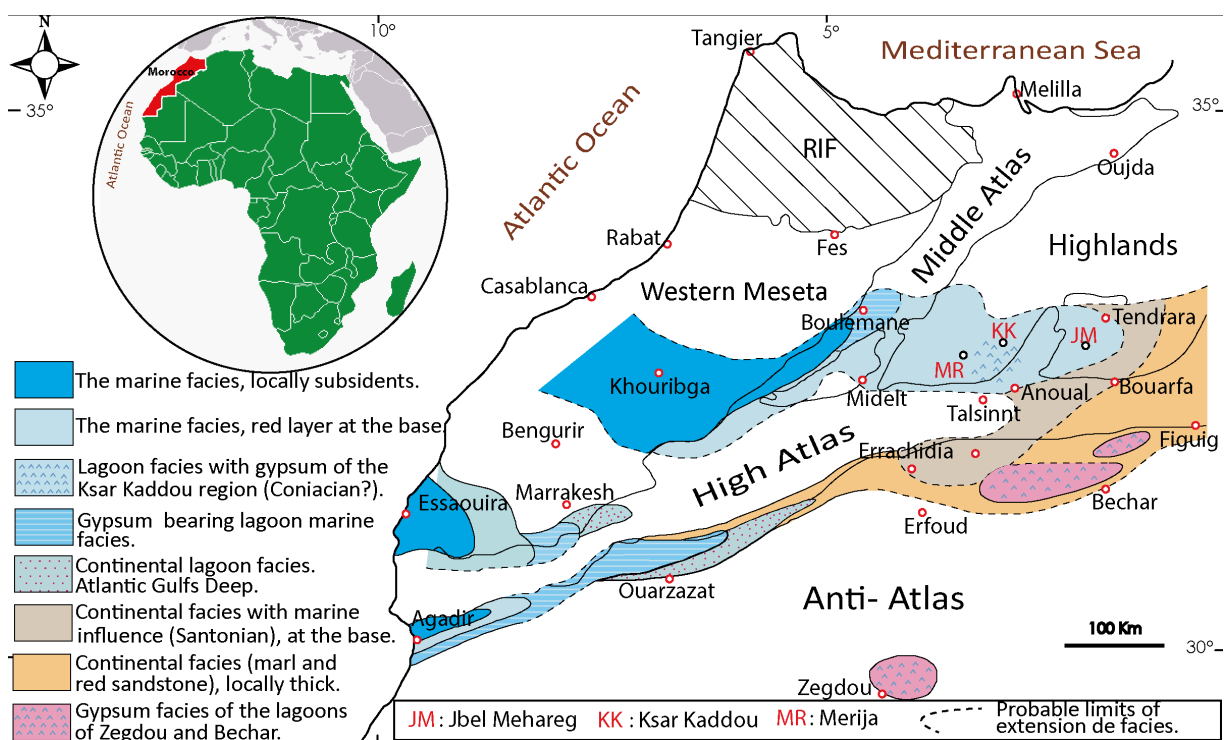 N
10°
5°
Tangier
Mediterranean Sea
Morocco
Melilla
35°
35°
Atlantic Ocean
Atlantic Ocean
RIF
Oujda
Middle Atlas
Rabat
Fes
Highlands
Casablanca
Western Meseta
Boulemane
Tendrara
KK
JM
MR
Khouribga
Midelt
Anoual
Bouarfa
Talsinnt
Bengurir
High Atlas
Errachidia
Figuig
Essaouira
Marrakesh
Bechar
Erfoud
Ouarzazat
Agadir
Anti- Atlas
100 Km
30°
Zegdou
The marine facies, locally subsidents.
The marine facies, red layer at the base
Lagoon facies with gypsum of the
Ksar Kaddou region (Coniacian?).
Gypsum bearing lagoon marine
facies.
Continental lagoon facies.
Atlantic Gulfs Deep.
Continental facies with marine
influence (Santonian), at the base.
Continental facies (marl and
red sandstone), locally thick.
Gypsum facies of the lagoons
of Zegdou and Bechar.
JM : Jbel Mehareg KK : Ksar Kaddou MR : Merija
Probable limits of
extension de facies.